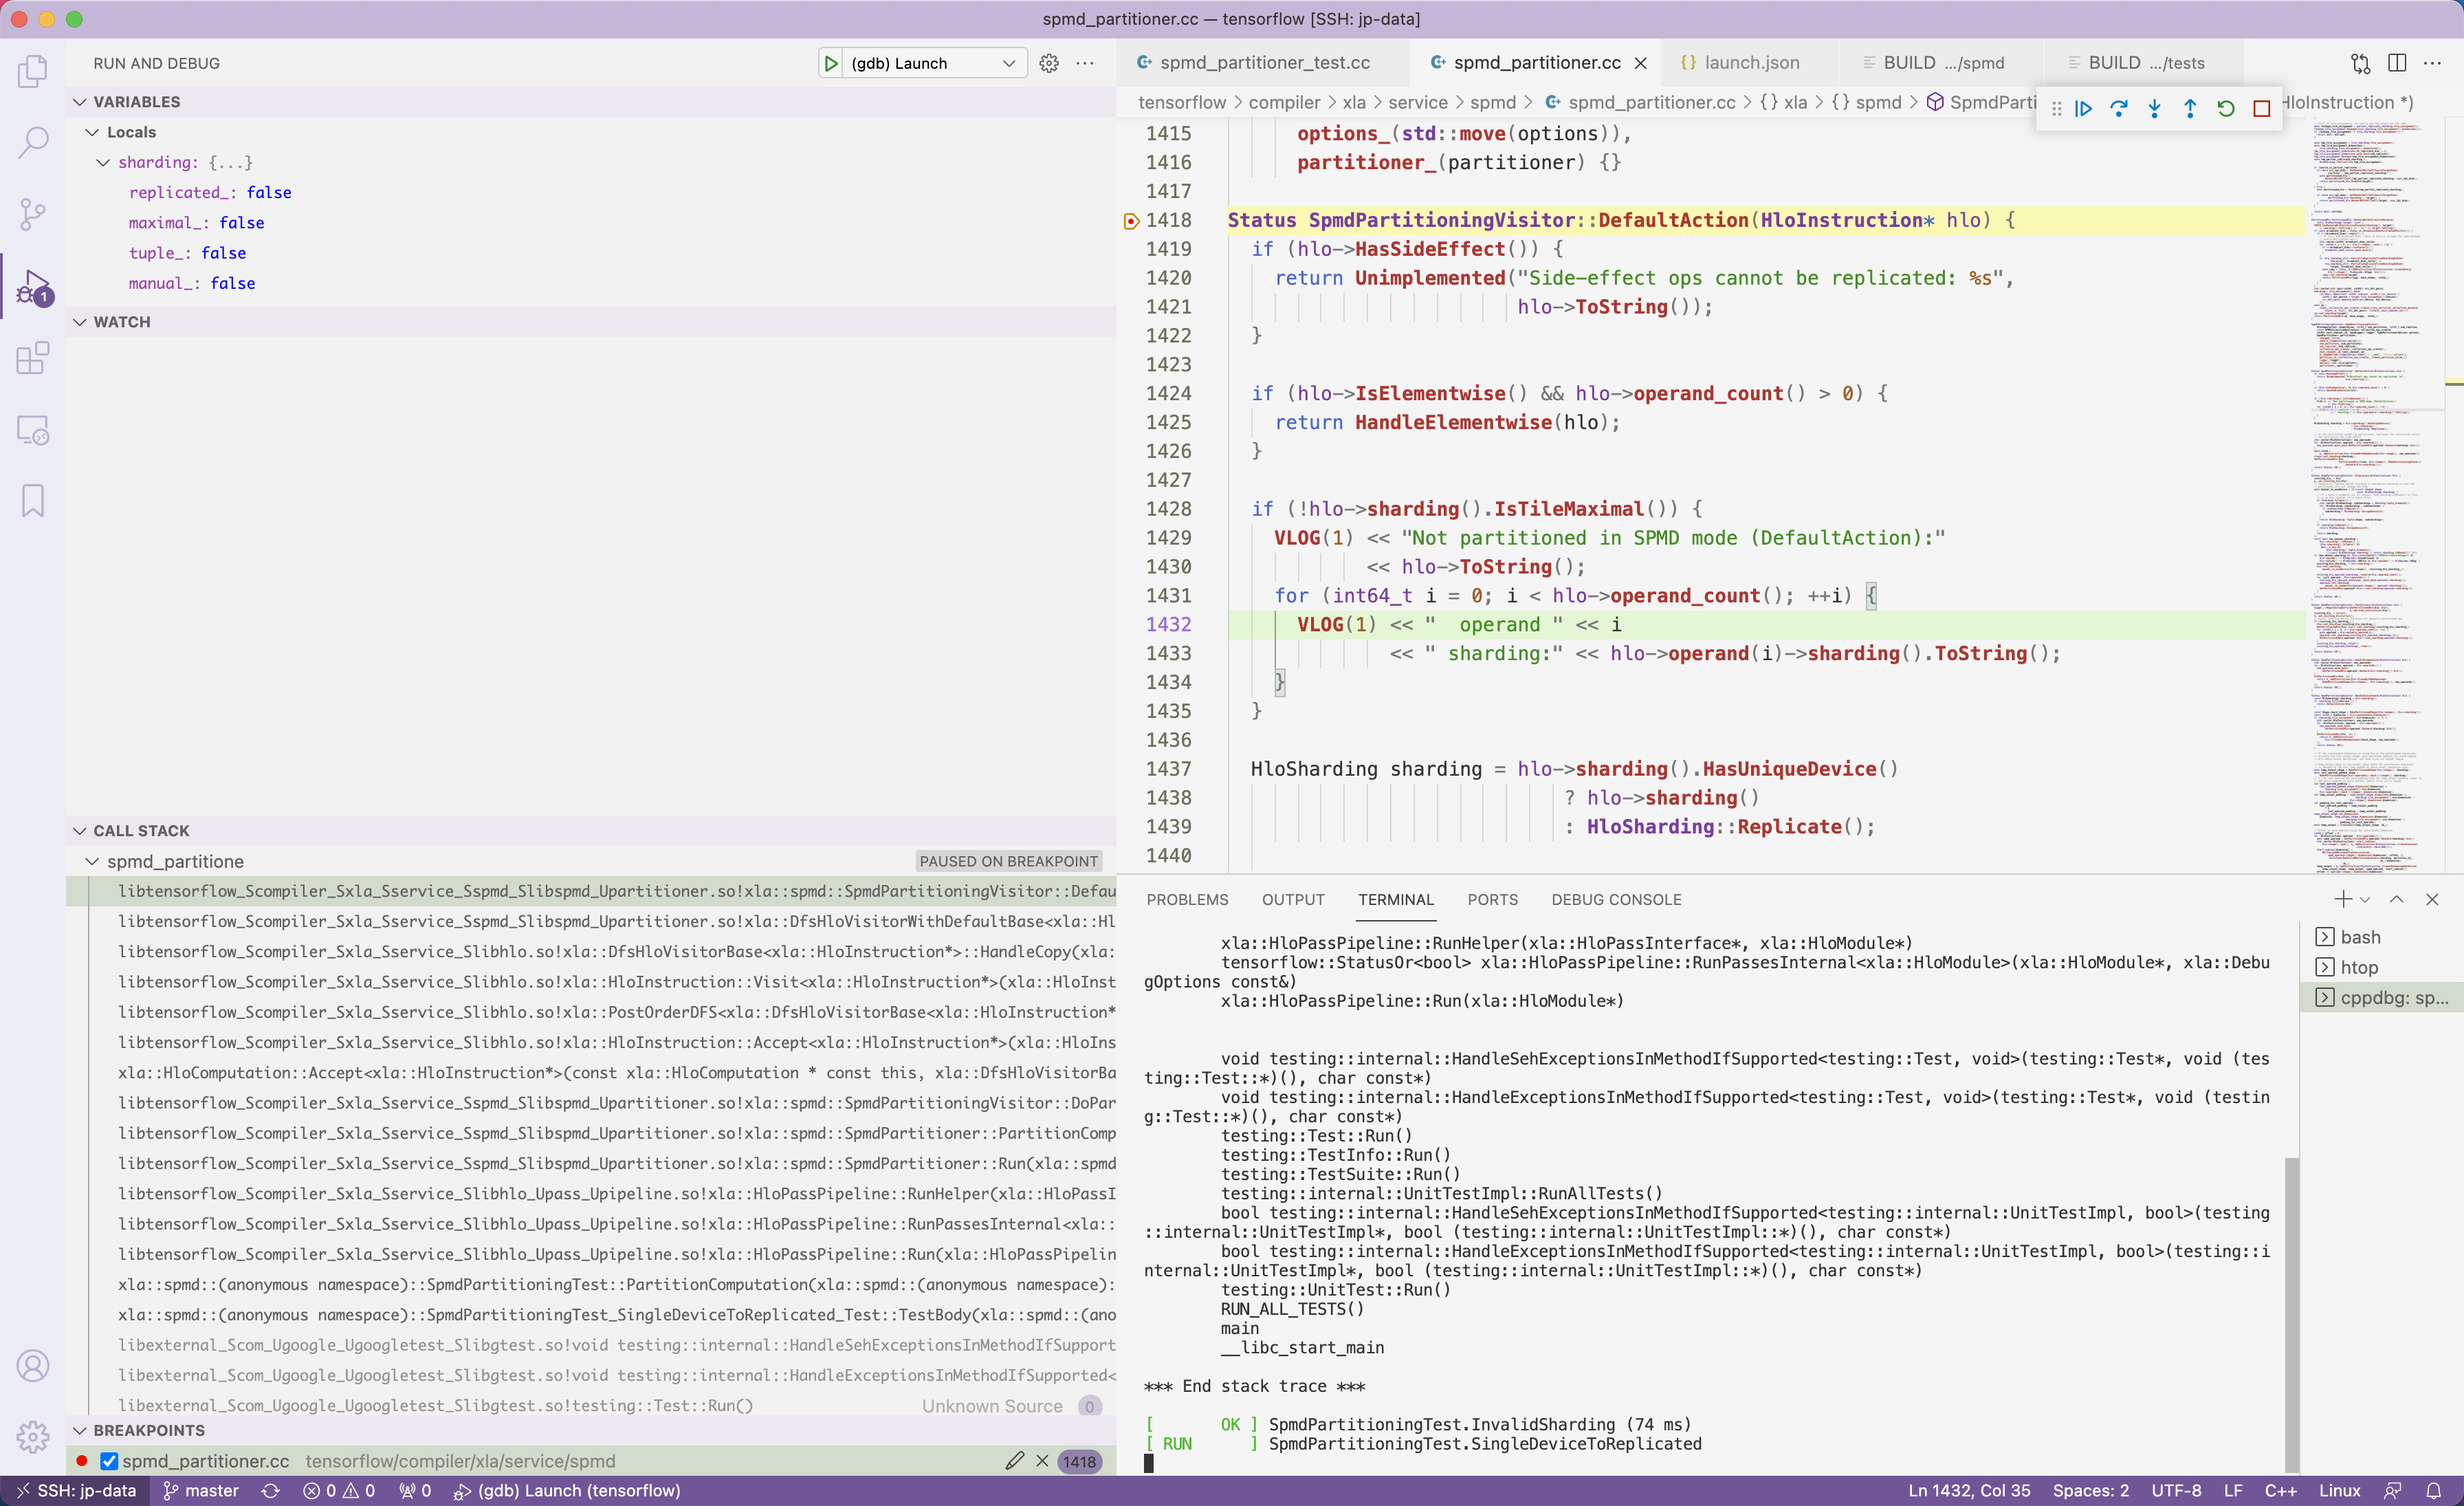 spmd_partitioner.cc — tensorflow [SSH: jp-data]
RUN AND DEBUG
(gdb) Launch
VARIABLES
Locals
sharding: {...}
replicated_: false
maximal_: false
tuple_: false
manual_: false
WATCH
CALL STACK
spmd_partitione PAUSED ON BREAKPOINT
libtensorflow_Scompiler_Sxla_Sservice_Sspmd_Slibspmd_Upartitioner.so!xla::spmd::SpmdPartitioningVisitor::Defau
libtensorflow_Scompiler_Sxla_Sservice_Sspmd_Slibspmd_Upartitioner.so!xla::DfsHloVisitorWithDefaultBase<xla::Hl
libtensorflow_Scompiler_Sxla_Sservice_Slibhlo.so!xla::DfsHloVisitorBase<xla::HloInstruction*>::HandleCopy(xla:
libtensorflow_Scompiler_Sxla_Sservice_Slibhlo.so!xla::HloInstruction::Visit<xla::HloInstruction*>(xla::HloInst
libtensorflow_Scompiler_Sxla_Sservice_Slibhlo.so!xla::PostOrderDFS<xla::DfsHloVisitorBase<xla::HloInstruction*
libtensorflow_Scompiler_Sxla_Sservice_Slibhlo.so!xla::HloInstruction::Accept<xla::HloInstruction*>(xla::HloIns
xla::HloComputation::Accept<xla::HloInstruction*>(const xla::HloComputation * const this, xla::DfsHloVisitorBa
libtensorflow_Scompiler_Sxla_Sservice_Sspmd_Slibspmd_Upartitioner.so!xla::spmd::SpmdPartitioningVisitor::DoPar
libtensorflow_Scompiler_Sxla_Sservice_Sspmd_Slibspmd_Upartitioner.so!xla::spmd::SpmdPartitioner::PartitionComp
libtensorflow_Scompiler_Sxla_Sservice_Sspmd_Slibspmd_Upartitioner.so!xla::spmd::SpmdPartitioner::Run(xla::spmd
libtensorflow_Scompiler_Sxla_Sservice_Slibhlo_Upass_Upipeline.so!xla::HloPassPipeline::RunHelper(xla::HloPassI
libtensorflow_Scompiler_Sxla_Sservice_Slibhlo_Upass_Upipeline.so!xla::HloPassPipeline::RunPassesInternal<xla::
libtensorflow_Scompiler_Sxla_Sservice_Slibhlo_Upass_Upipeline.so!xla::HloPassPipeline::Run(xla::HloPassPipelin
xla::spmd::(anonymous namespace)::SpmdPartitioningTest::PartitionComputation(xla::spmd::(anonymous namespace):
xla::spmd::(anonymous namespace)::SpmdPartitioningTest_SingleDeviceToReplicated_Test::TestBody(xla::spmd::(ano
libexternal_Scom_Ugoogle_Ugoogletest_Slibgtest.so!void testing::internal::HandleSehExceptionsInMethodIfSupport
libexternal_Scom_Ugoogle_Ugoogletest_Slibgtest.so!void testing::internal::HandleExceptionsInMethodIfSupported<
libexternal_Scom_Ugoogle_Ugoogletest_Slibgtest.so!testing::Test::Run() Unknown Source 0
BREAKPOINTS
spmd_partitioner.cc tensorflow/compiler/xla/service/spmd 1418
1
spmd_partitioner_test.cc spmd_partitioner.cc launch.json BUILD .../spmd BUILD .../tests
tensorflow > compiler > xla > service > spmd > spmd_partitioner.cc > {} xla > {} spmd > SpmdParti HloInstruction *)
1415 options_(std::move(options)),
1416 partitioner_(partitioner) {}
1417
1418 Status SpmdPartitioningVisitor::DefaultAction(HloInstruction* hlo) {
1419 if (hlo->HasSideEffect()) {
1420 return Unimplemented("Side-effect ops cannot be replicated: %s",
1421 hlo->ToString());
1422 }
1423
1424 if (hlo->IsElementwise() && hlo->operand_count() > 0) {
1425 return HandleElementwise(hlo);
1426 }
1427
1428 if (!hlo->sharding().IsTileMaximal()) {
1429 VLOG(1) << "Not partitioned in SPMD mode (DefaultAction):"
1430 << hlo->ToString();
1431 for (int64_t i = 0; i < hlo->operand_count(); ++i) {
1432 VLOG(1) << "  operand " << i
1433 << " sharding:" << hlo->operand(i)->sharding().ToString();
1434 }
1435 }
1436
1437 HloSharding sharding = hlo->sharding().HasUniqueDevice()
1438 ? hlo->sharding()
1439 : HloSharding::Replicate();
1440
PROBLEMS OUTPUT TERMINAL PORTS DEBUG CONSOLE
xla::HloPassPipeline::RunHelper(xla::HloPassInterface*, xla::HloModule*)
tensorflow::StatusOr<bool> xla::HloPassPipeline::RunPassesInternal<xla::HloModule>(xla::HloModule*, xla::Debu
gOptions const&)
xla::HloPassPipeline::Run(xla::HloModule*)
void testing::internal::HandleSehExceptionsInMethodIfSupported<testing::Test, void>(testing::Test*, void (tes
ting::Test::*)(), char const*)
void testing::internal::HandleExceptionsInMethodIfSupported<testing::Test, void>(testing::Test*, void (testin
g::Test::*)(), char const*)
testing::Test::Run()
testing::TestInfo::Run()
testing::TestSuite::Run()
testing::internal::UnitTestImpl::RunAllTests()
bool testing::internal::HandleSehExceptionsInMethodIfSupported<testing::internal::UnitTestImpl, bool>(testing
::internal::UnitTestImpl*, bool (testing::internal::UnitTestImpl::*)(), char const*)
bool testing::internal::HandleExceptionsInMethodIfSupported<testing::internal::UnitTestImpl, bool>(testing::i
nternal::UnitTestImpl*, bool (testing::internal::UnitTestImpl::*)(), char const*)
testing::UnitTest::Run()
RUN_ALL_TESTS()
main
__libc_start_main
*** End stack trace ***
[       OK ] SpmdPartitioningTest.InvalidSharding (74 ms)
[ RUN      ] SpmdPartitioningTest.SingleDeviceToReplicated
bash
htop
cppdbg: sp...
SSH: jp-data master 0 0 0 (gdb) Launch (tensorflow) Ln 1432, Col 35 Spaces: 2 UTF-8 LF C++ Linux